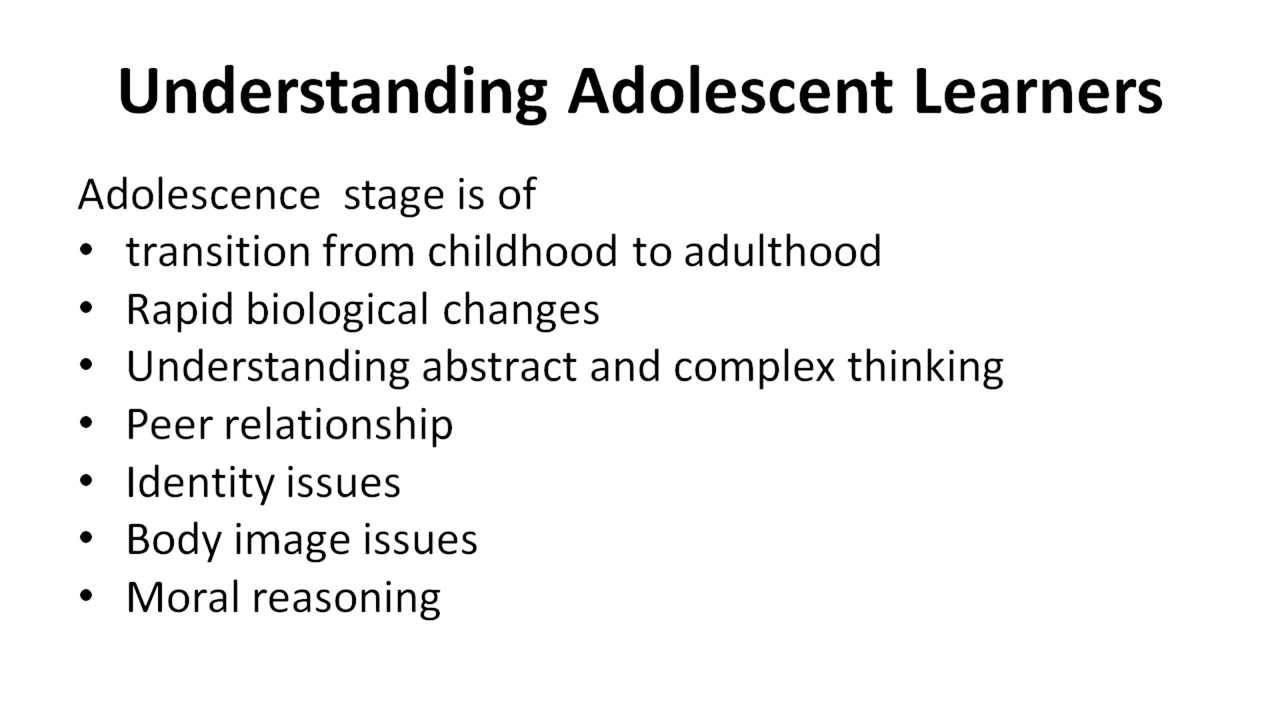 Understanding Adolescent Learners
Adolescence  stage is of
• transition from childhood to adulthood
• Rapid biological changes
• Understanding abstract and complex thinking
• Peer relationship
• Identity issues
• Body image issues
• Moral reasoning